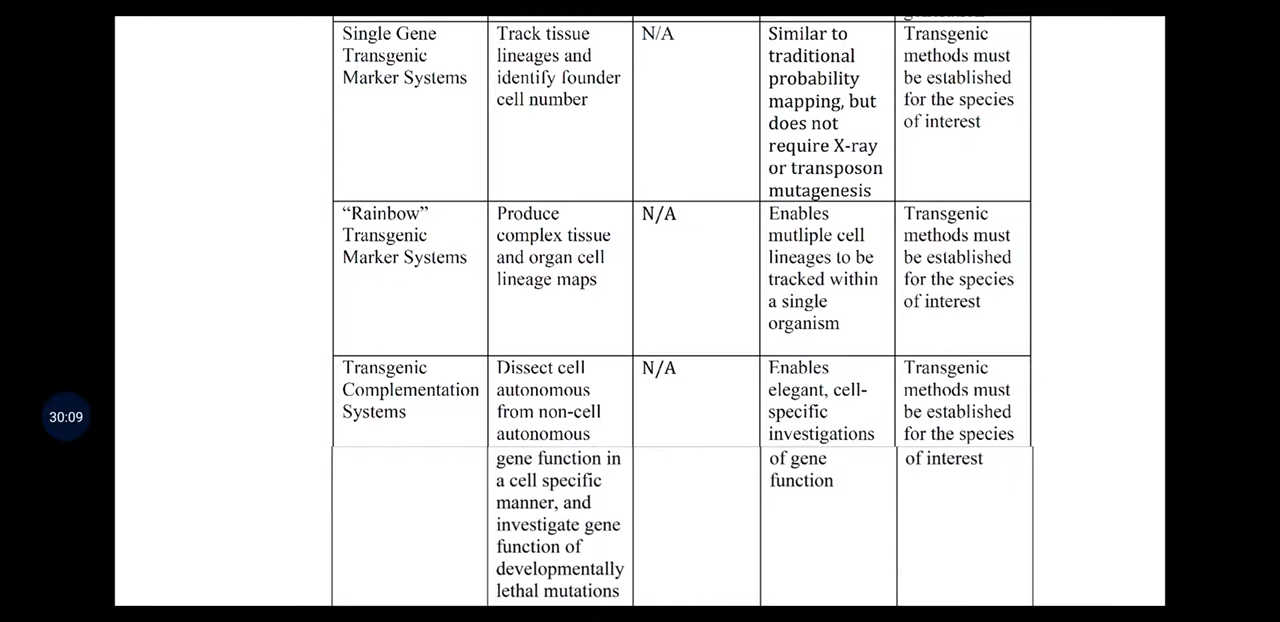 Single Gene
Transgenic
Marker Systems
Track tissue
lineages and
identify founder
cell number
N/A
Similar to
traditional
probability
mapping, but
does not
require X-ray
or transposon
mutagenesis
Transgenic
methods must
be established
for the species
of interest
“Rainbow”
Transgenic
Marker Systems
Produce
complex tissue
and organ cell
lineage maps
N/A
Enables
mutliple cell
lineages to be
tracked within
a single
organism
Transgenic
methods must
be established
for the species
of interest
Transgenic
Complementation
Systems
Dissect cell
autonomous
from non-cell
autonomous
gene function in
a cell specific
manner, and
investigate gene
function of
developmentally
lethal mutations
N/A
Enables
elegant, cell-
specific
investigations
of gene
function
Transgenic
methods must
be established
for the species
of interest
30:09